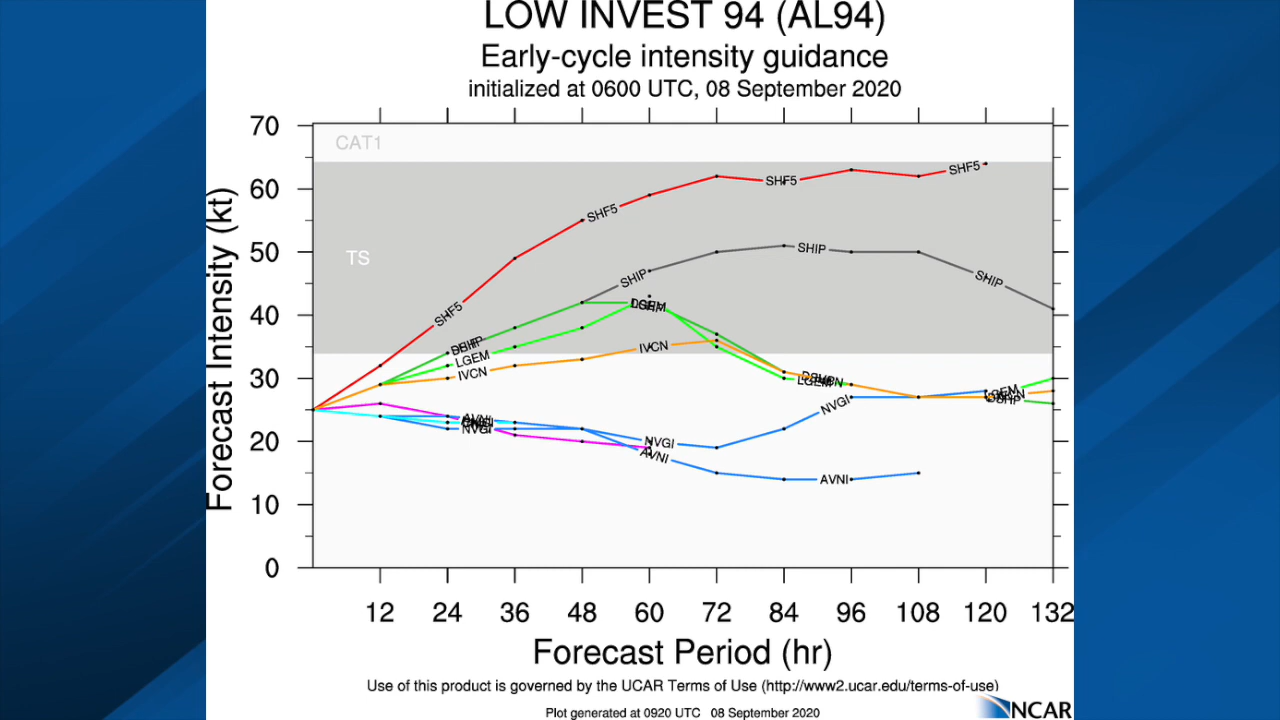 LOW INVEST 94 (AL94)
Early-cycle intensity guidance
initialized at 0600 UTC, 08 September 2020
Forecast Intensity (kt)
70
60
50
40
30
20
10
0
CAT1
TS
SHF5
SHF5
SHF5
SHF5
SHIP
SHIP
SHIP
LGEM
IVCN
IVCN
LGEM
AVNI
NVGI
NVGI
AVNI
NVGI
AVNI
12 24 36 48 60 72 84 96 108 120 132
Forecast Period (hr)
Use of this product is governed by the UCAR Terms of Use (http://www2.ucar.edu/terms-of-use)
Plot generated at 0920 UTC 08 September 2020
NCAR